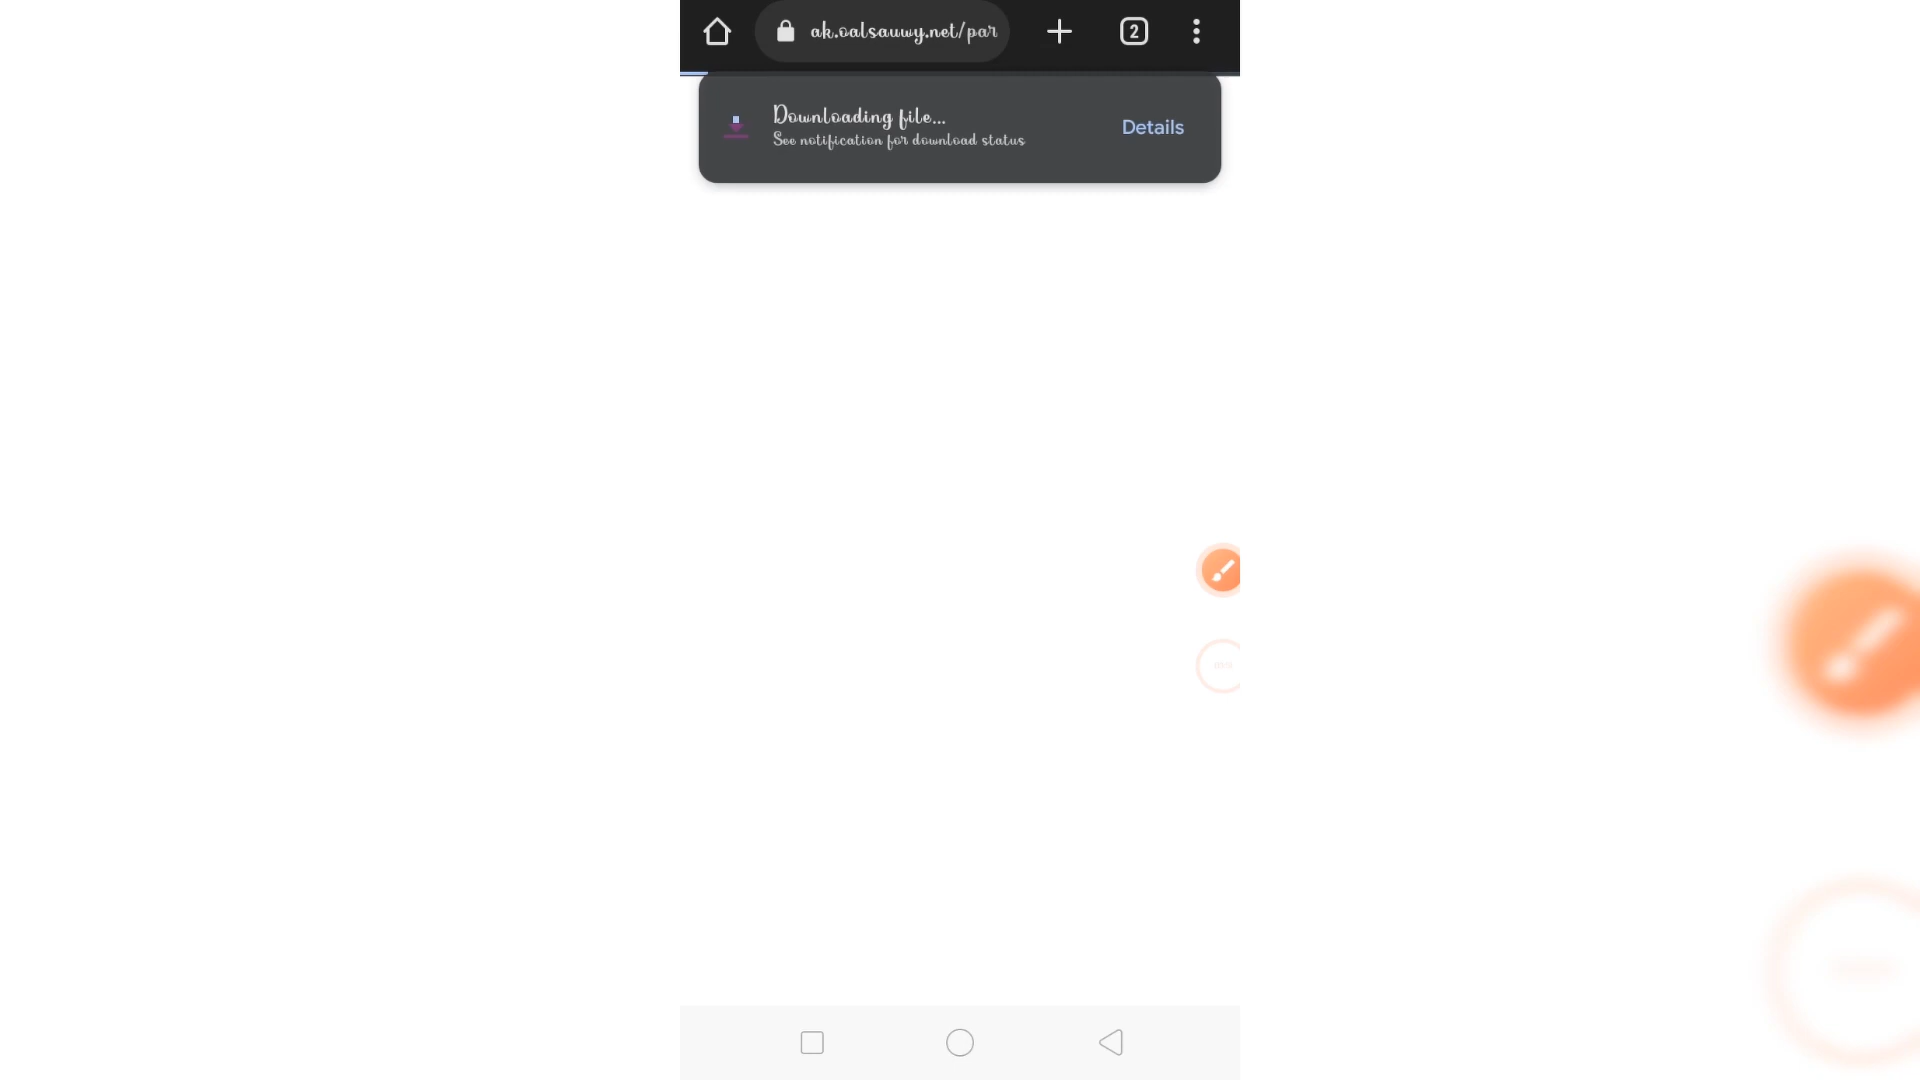 ak.oalsauwy.net/par
2
Downloading file...
See notification for download status
Details